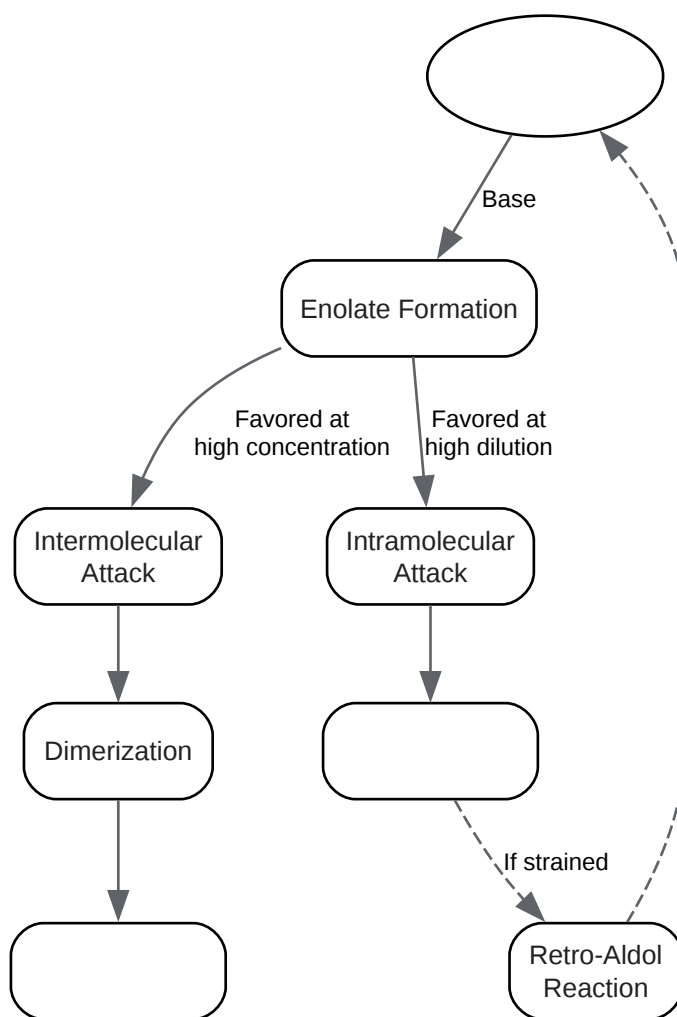 Base
Enolate Formation
Favored at
high concentration
Favored at
high dilution
Intermolecular
Attack
Intramolecular
Attack
Dimerization
If strained
Retro-Aldol
Reaction